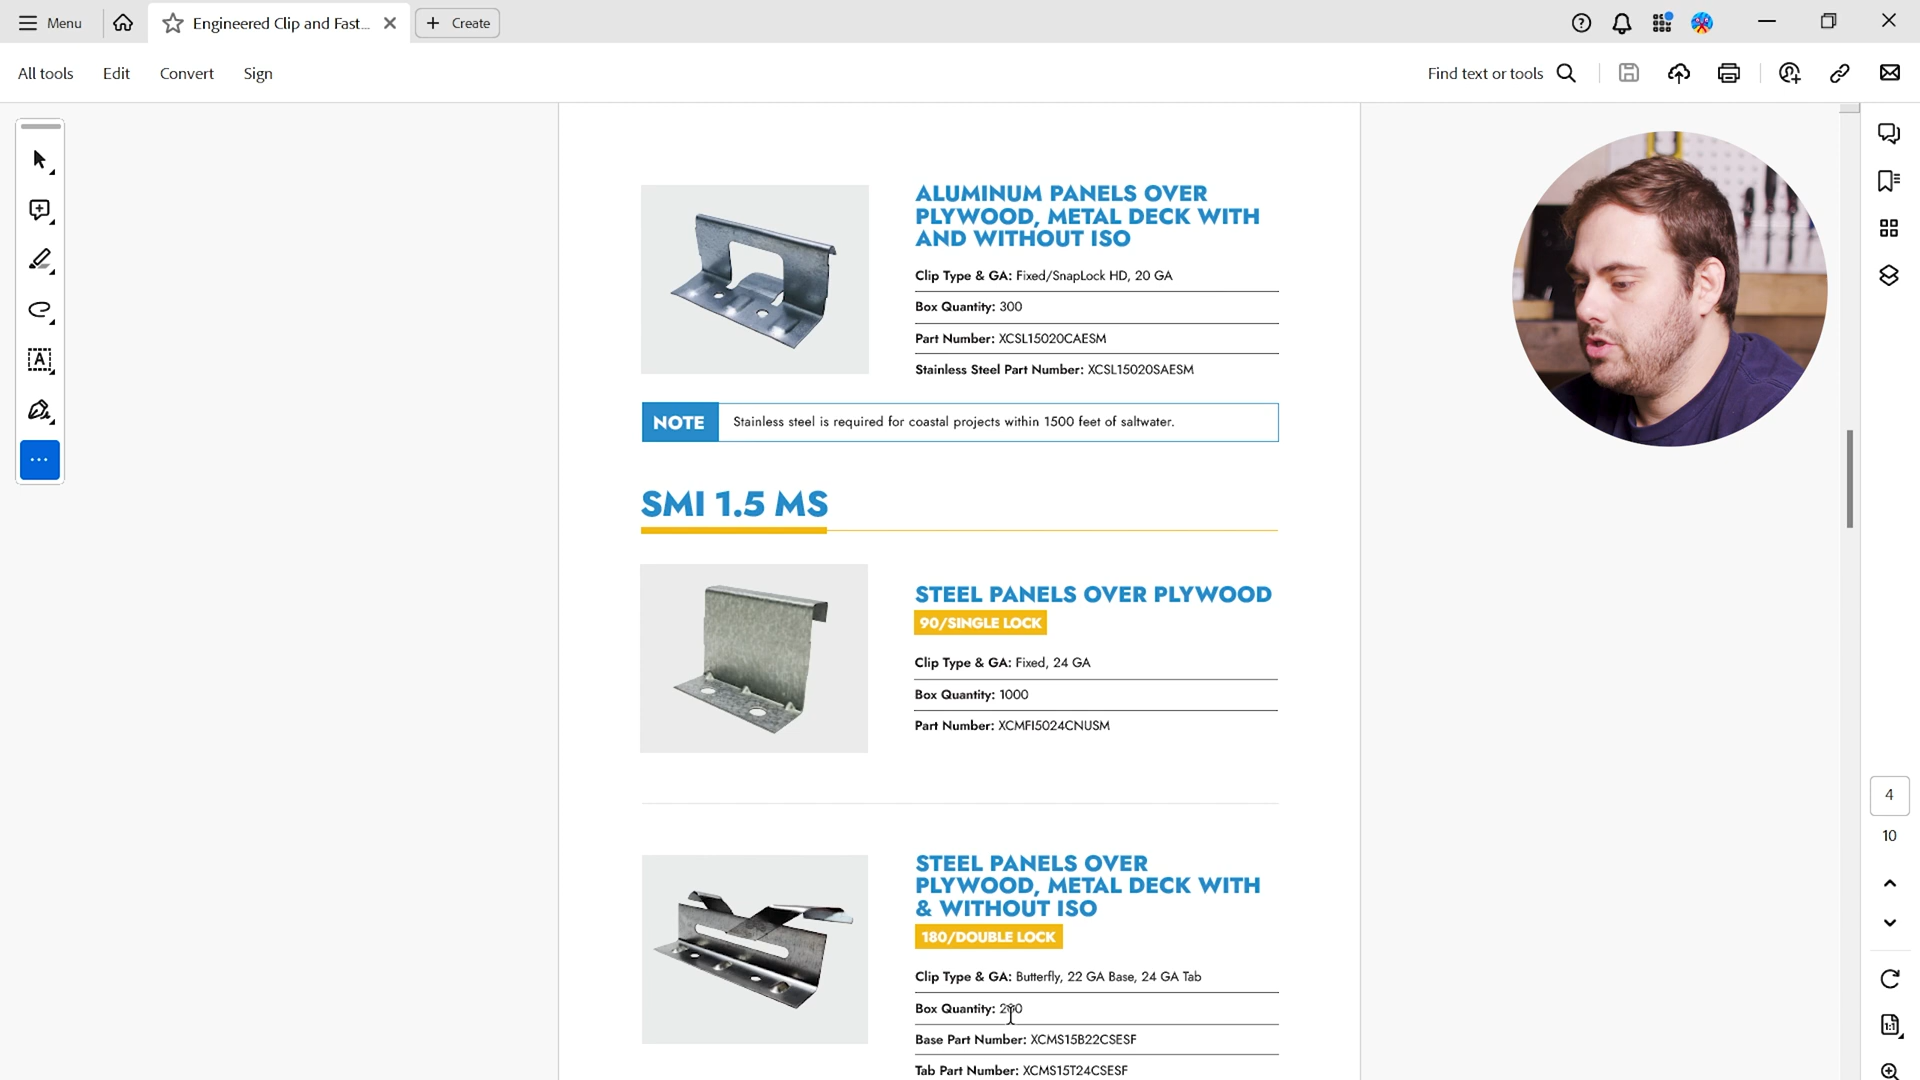 Menu
Engineered Clip and Fast...
Create
All tools
Edit
Convert
Sign
Find text or tools
ALUMINUM PANELS OVER
PLYWOOD, METAL DECK WITH
AND WITHOUT ISO
Clip Type & GA: Fixed/SnapLock HD, 20 GA
Box Quantity: 300
Part Number: XCSL15020CAESM
Stainless Steel Part Number: XCSL15020SAESM
NOTE Stainless steel is required for coastal projects within 1500 feet of saltwater.
SMI 1.5 MS
STEEL PANELS OVER PLYWOOD
90/SINGLE LOCK
Clip Type & GA: Fixed, 24 GA
Box Quantity: 1000
Part Number: XCMFI5024CNUSM
STEEL PANELS OVER
PLYWOOD, METAL DECK WITH
& WITHOUT ISO
180/DOUBLE LOCK
Clip Type & GA: Butterfly, 22 GA Base, 24 GA Tab
Box Quantity:
Base Part Number: XCMS15B22CSESF
Tab Part Number: XCMS15T24CSESF
4
10